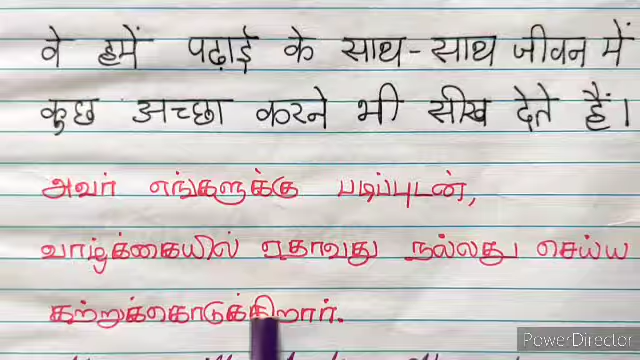 वे हमें पढ़ाई के साथ-साथ जीवन में
कुछ अच्छा करने भी सीख देते हैं।
அவர் எங்களுக்கு படிப்புடன்,
வாழ்க்கையில் ஏதாவது நல்லது செய்ய
கற்றுக்கொடுக்கிறார்.
PowerDirector